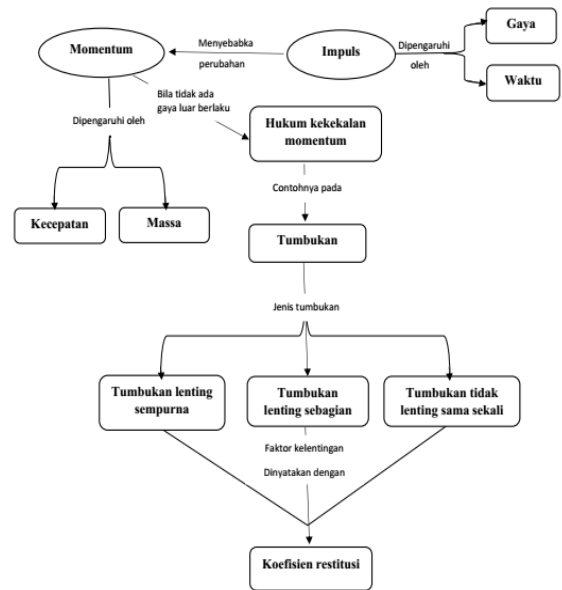 Gaya
Momentum
Menyebabka
perubahan
Impuls
Dipengaruhi
oleh
Waktu
Bila tidak ada
gaya luar berlaku
Dipengaruhi oleh
Hukum kekekalan
momentum
Contohnya pada
Kecepatan
Massa
Tumbukan
Jenis tumbukan
Tumbukan lenting
sempurna
Tumbukan
lenting sebagian
Tumbukan tidak
lenting sama sekali
Faktor kelentingan
Dinyatakan dengan
Koefisien restitusi